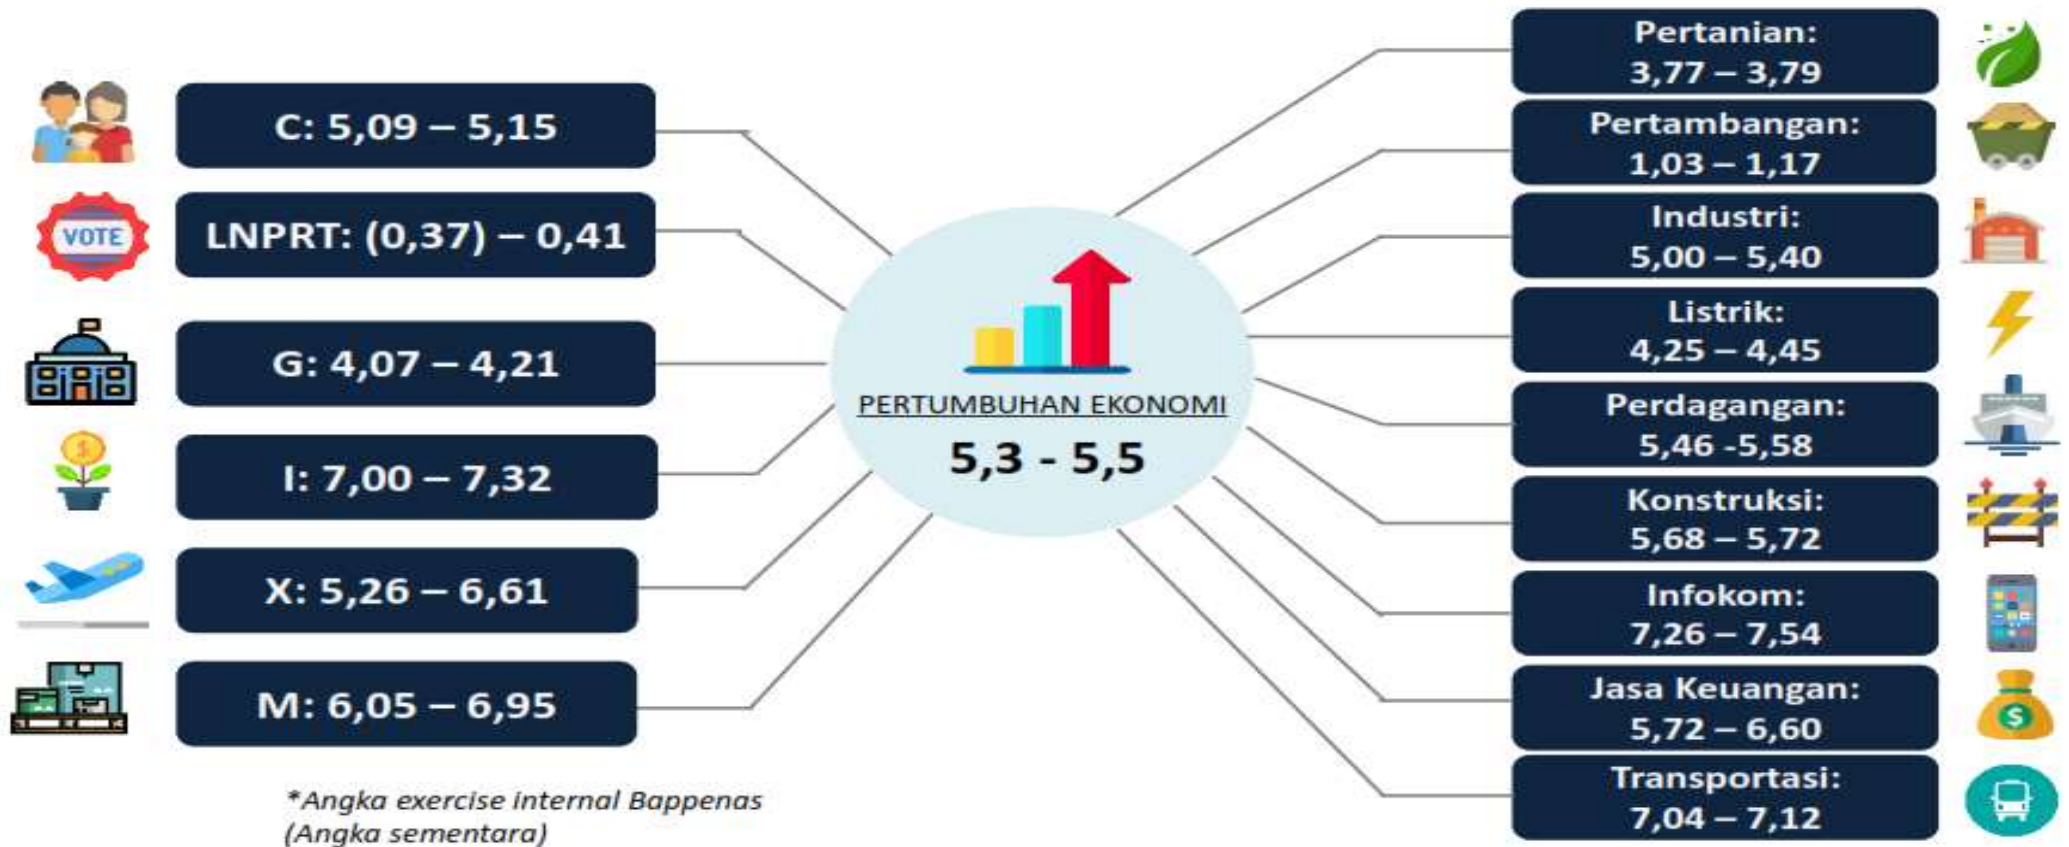 C: 5,09 – 5,15
LNPRT: (0,37) – 0,41
VOTE
G: 4,07 – 4,21
I: 7,00 – 7,32
X: 5,26 – 6,61
M: 6,05 – 6,95
*Angka exercise internal Bappenas
(Angka sementara)
PERTUMBUHAN EKONOMI
5,3 - 5,5
Pertanian:
3,77 – 3,79
Pertambangan:
1,03 – 1,17
Industri:
5,00 – 5,40
Listrik:
4,25 – 4,45
Perdagangan:
5,46 -5,58
Konstruksi:
5,68 – 5,72
Infokom:
7,26 – 7,54
Jasa Keuangan:
5,72 – 6,60
Transportasi:
7,04 – 7,12